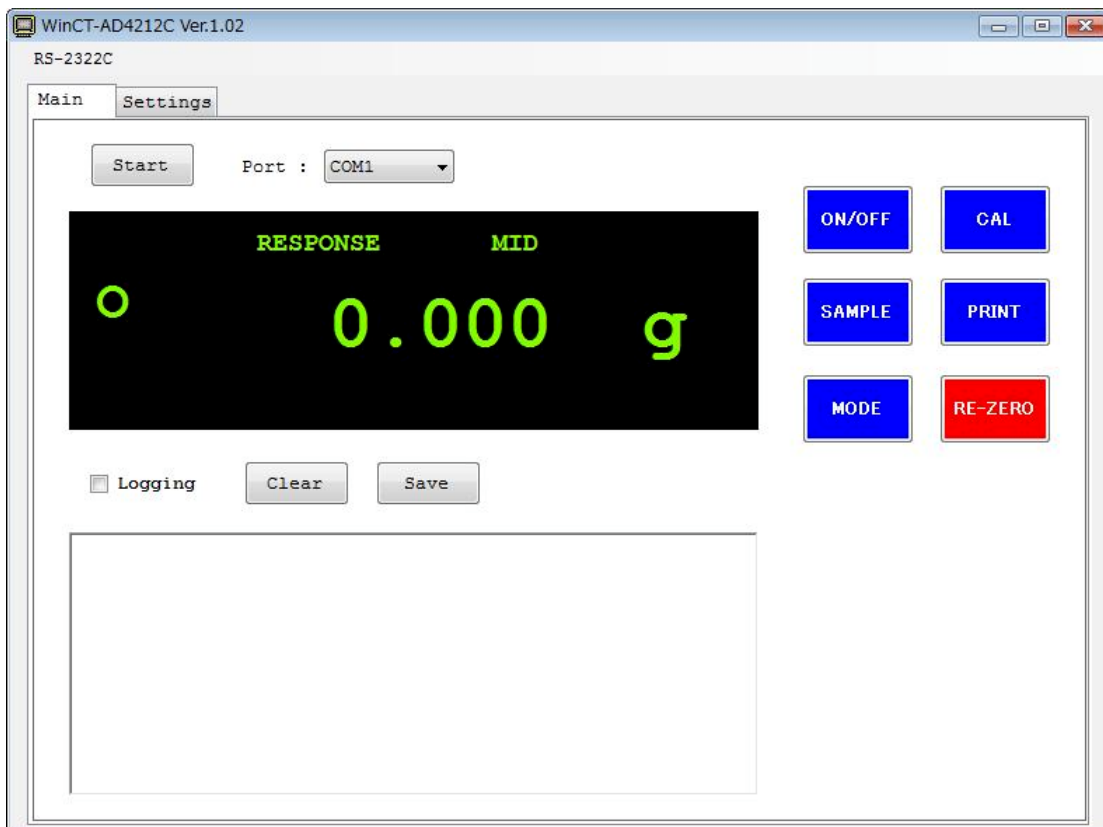 WinCT-AD4212C Ver.1.02
RS-2322C
Main Settings
Start Port : COM1
ON/OFF CAL
RESPONSE MID
0.000 g
SAMPLE PRINT
MODE RE-ZERO
Logging Clear Save